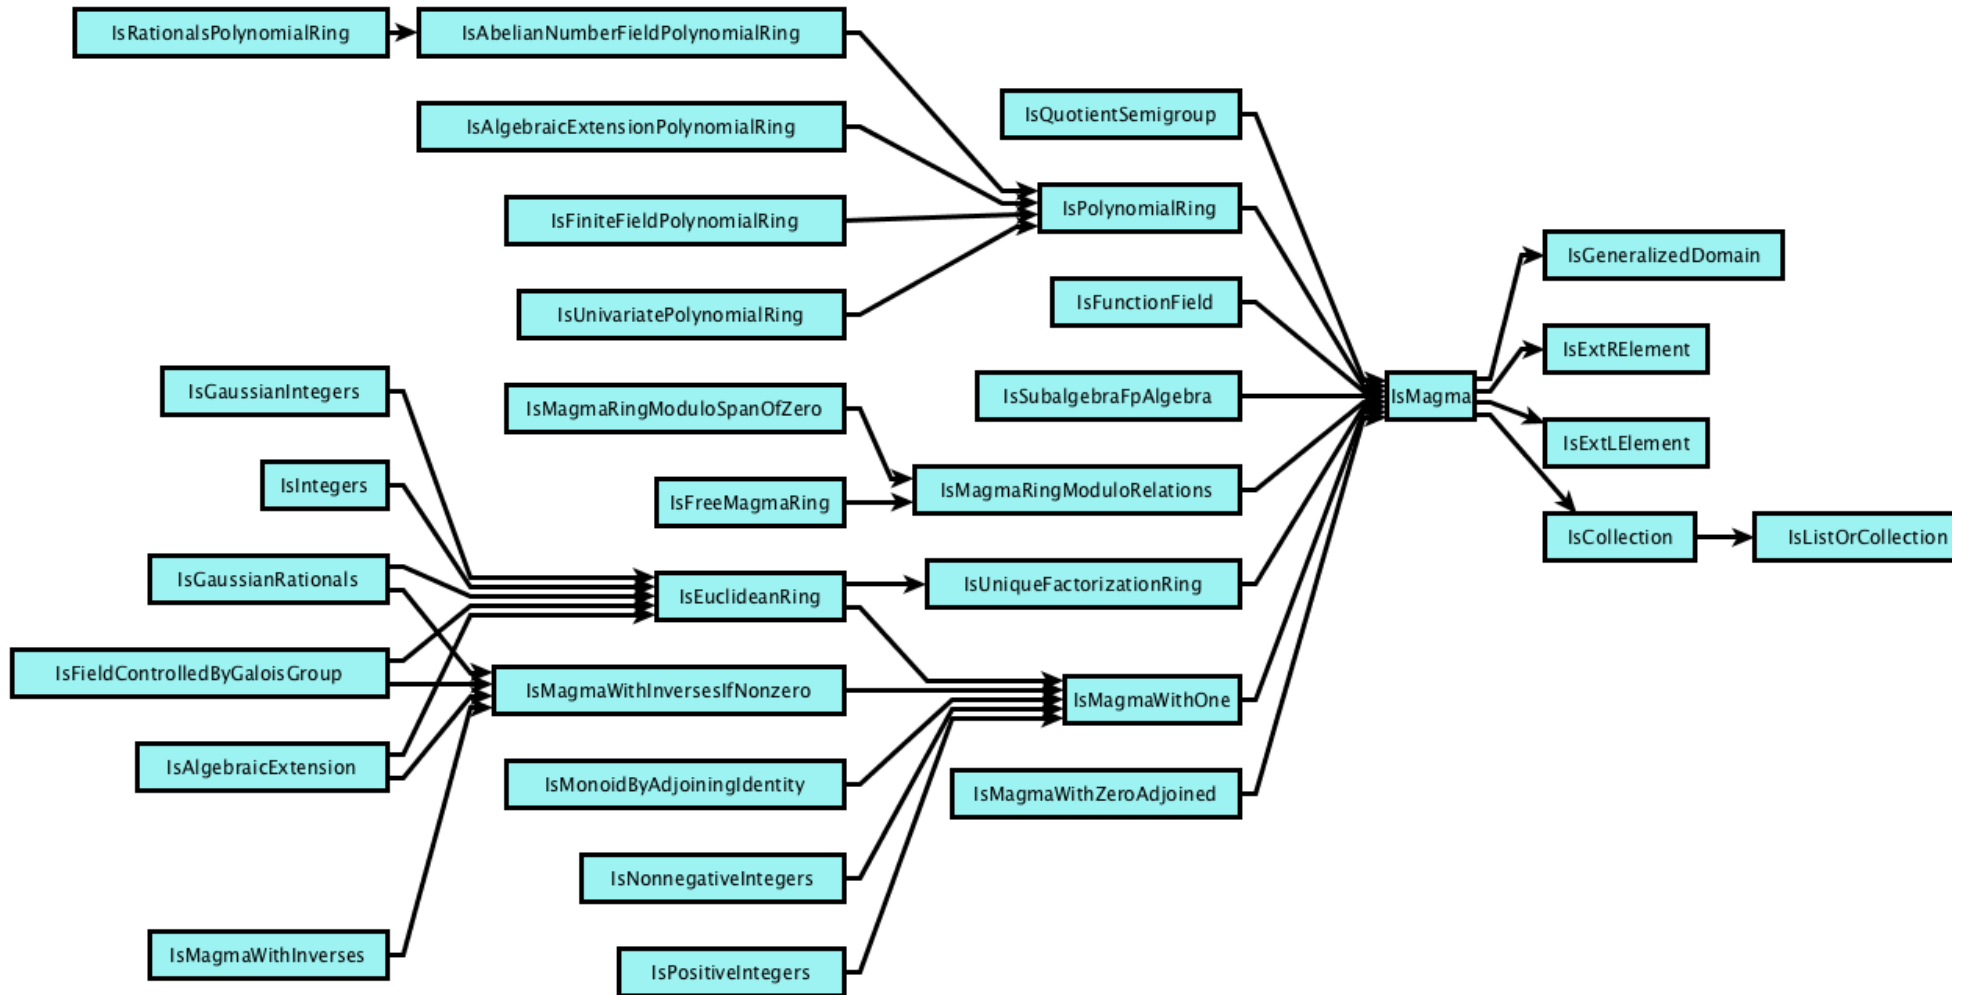 IsRationalsPolynomialRing
IsAbelianNumberFieldPolynomialRing
IsQuotientSemigroup
IsAlgebraicExtensionPolynomialRing
IsPolynomialRing
IsFiniteFieldPolynomialRing
IsGeneralizedDomain
IsFunctionField
IsUnivariatePolynomialRing
IsExtRElement
IsGaussianIntegers
IsMagmaRingModuloSpanOfZero
IsSubalgebraFpAlgebra
IsMagma
IsExtLElement
IsIntegers
IsFreeMagmaRing
IsMagmaRingModuloRelations
IsCollection
IsListOrCollection
IsGaussianRationals
IsEuclideanRing
IsUniqueFactorizationRing
IsFieldControlledByGaloisGroup
IsMagmaWithInversesIfNonzero
IsMagmaWithOne
IsAlgebraicExtension
IsMonoidByAdjoiningIdentity
IsMagmaWithZeroAdjoined
IsNonnegativeIntegers
IsMagmaWithInverses
IsPositiveIntegers